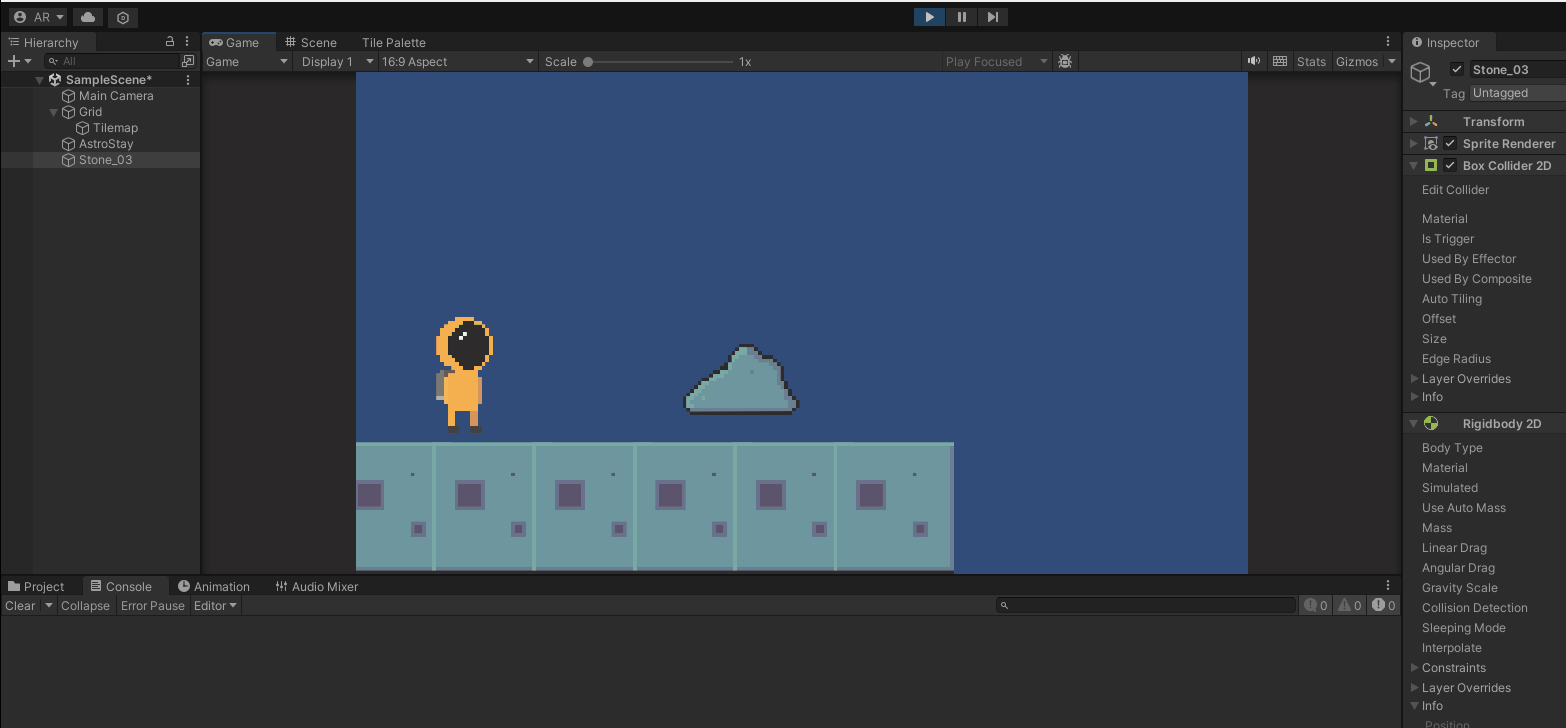 AR
Hierarchy
Game
Scene
Tile Palette
Inspector
All
Game
Display 1
16:9 Aspect
Scale
1x
Play Focused
Stats
Gizmos
SampleScene*
Main Camera
Grid
Tilemap
AstroStay
Stone_03
Stone_03
Tag Untagged
Transform
Sprite Renderer
Box Collider 2D
Edit Collider
Material
Is Trigger
Used By Effector
Used By Composite
Auto Tiling
Offset
Size
Edge Radius
Layer Overrides
Info
Rigidbody 2D
Body Type
Material
Simulated
Use Auto Mass
Mass
Linear Drag
Angular Drag
Gravity Scale
Collision Detection
Sleeping Mode
Interpolate
Constraints
Layer Overrides
Info
Position
Project
Console
Animation
Audio Mixer
Clear
Collapse
Error Pause
Editor
0
0
0